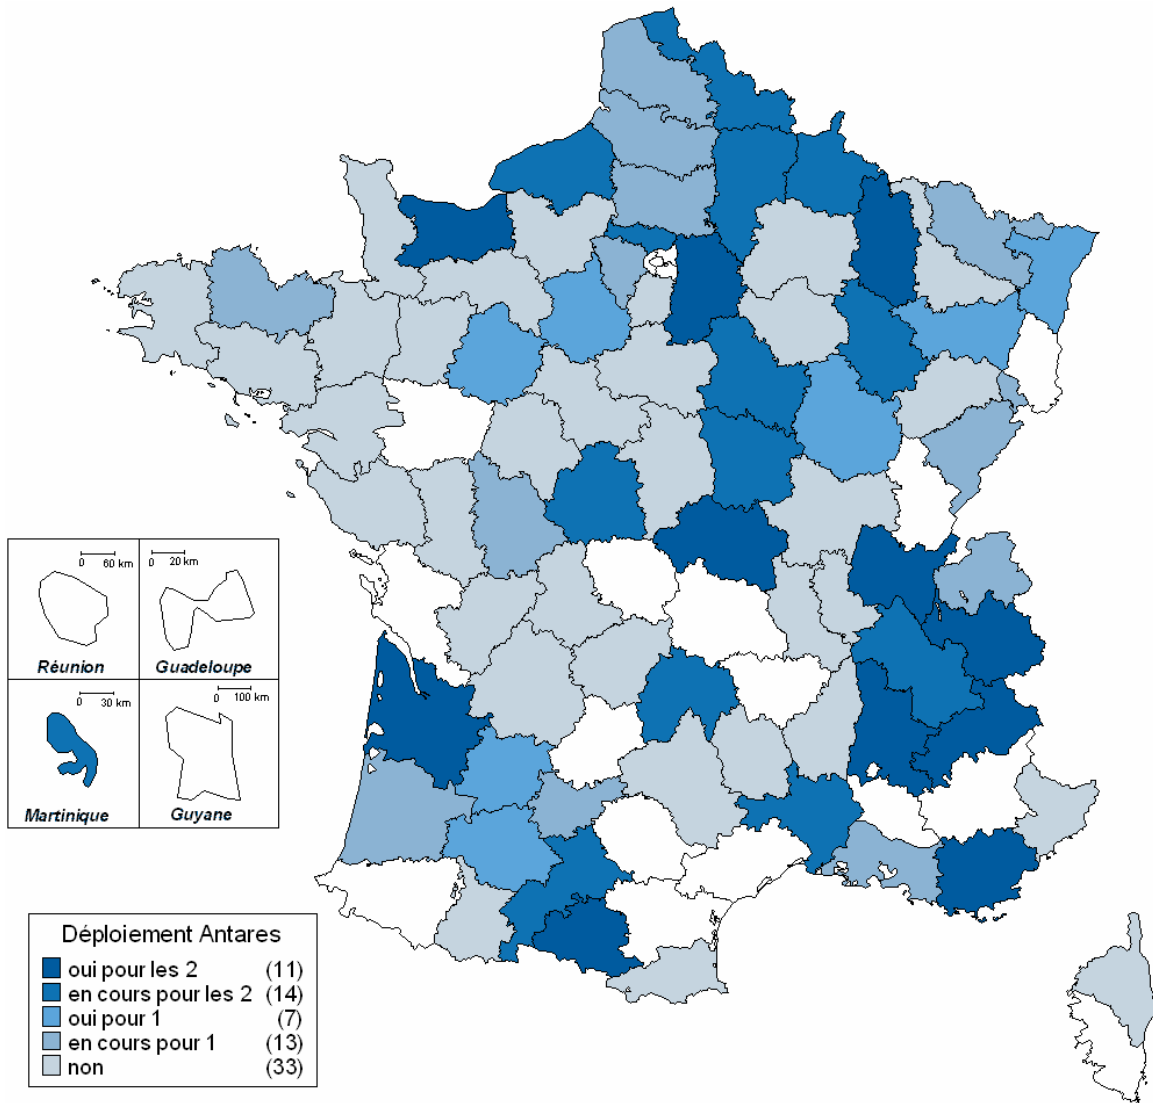 0 60 km
Réunion
0 20 km
Guadeloupe
0 30 km
Martinique
0 100 km
Guyane
Déploiement Antares
oui pour les 2 (11)
en cours pour les 2 (14)
oui pour 1 (7)
en cours pour 1 (13)
non (33)